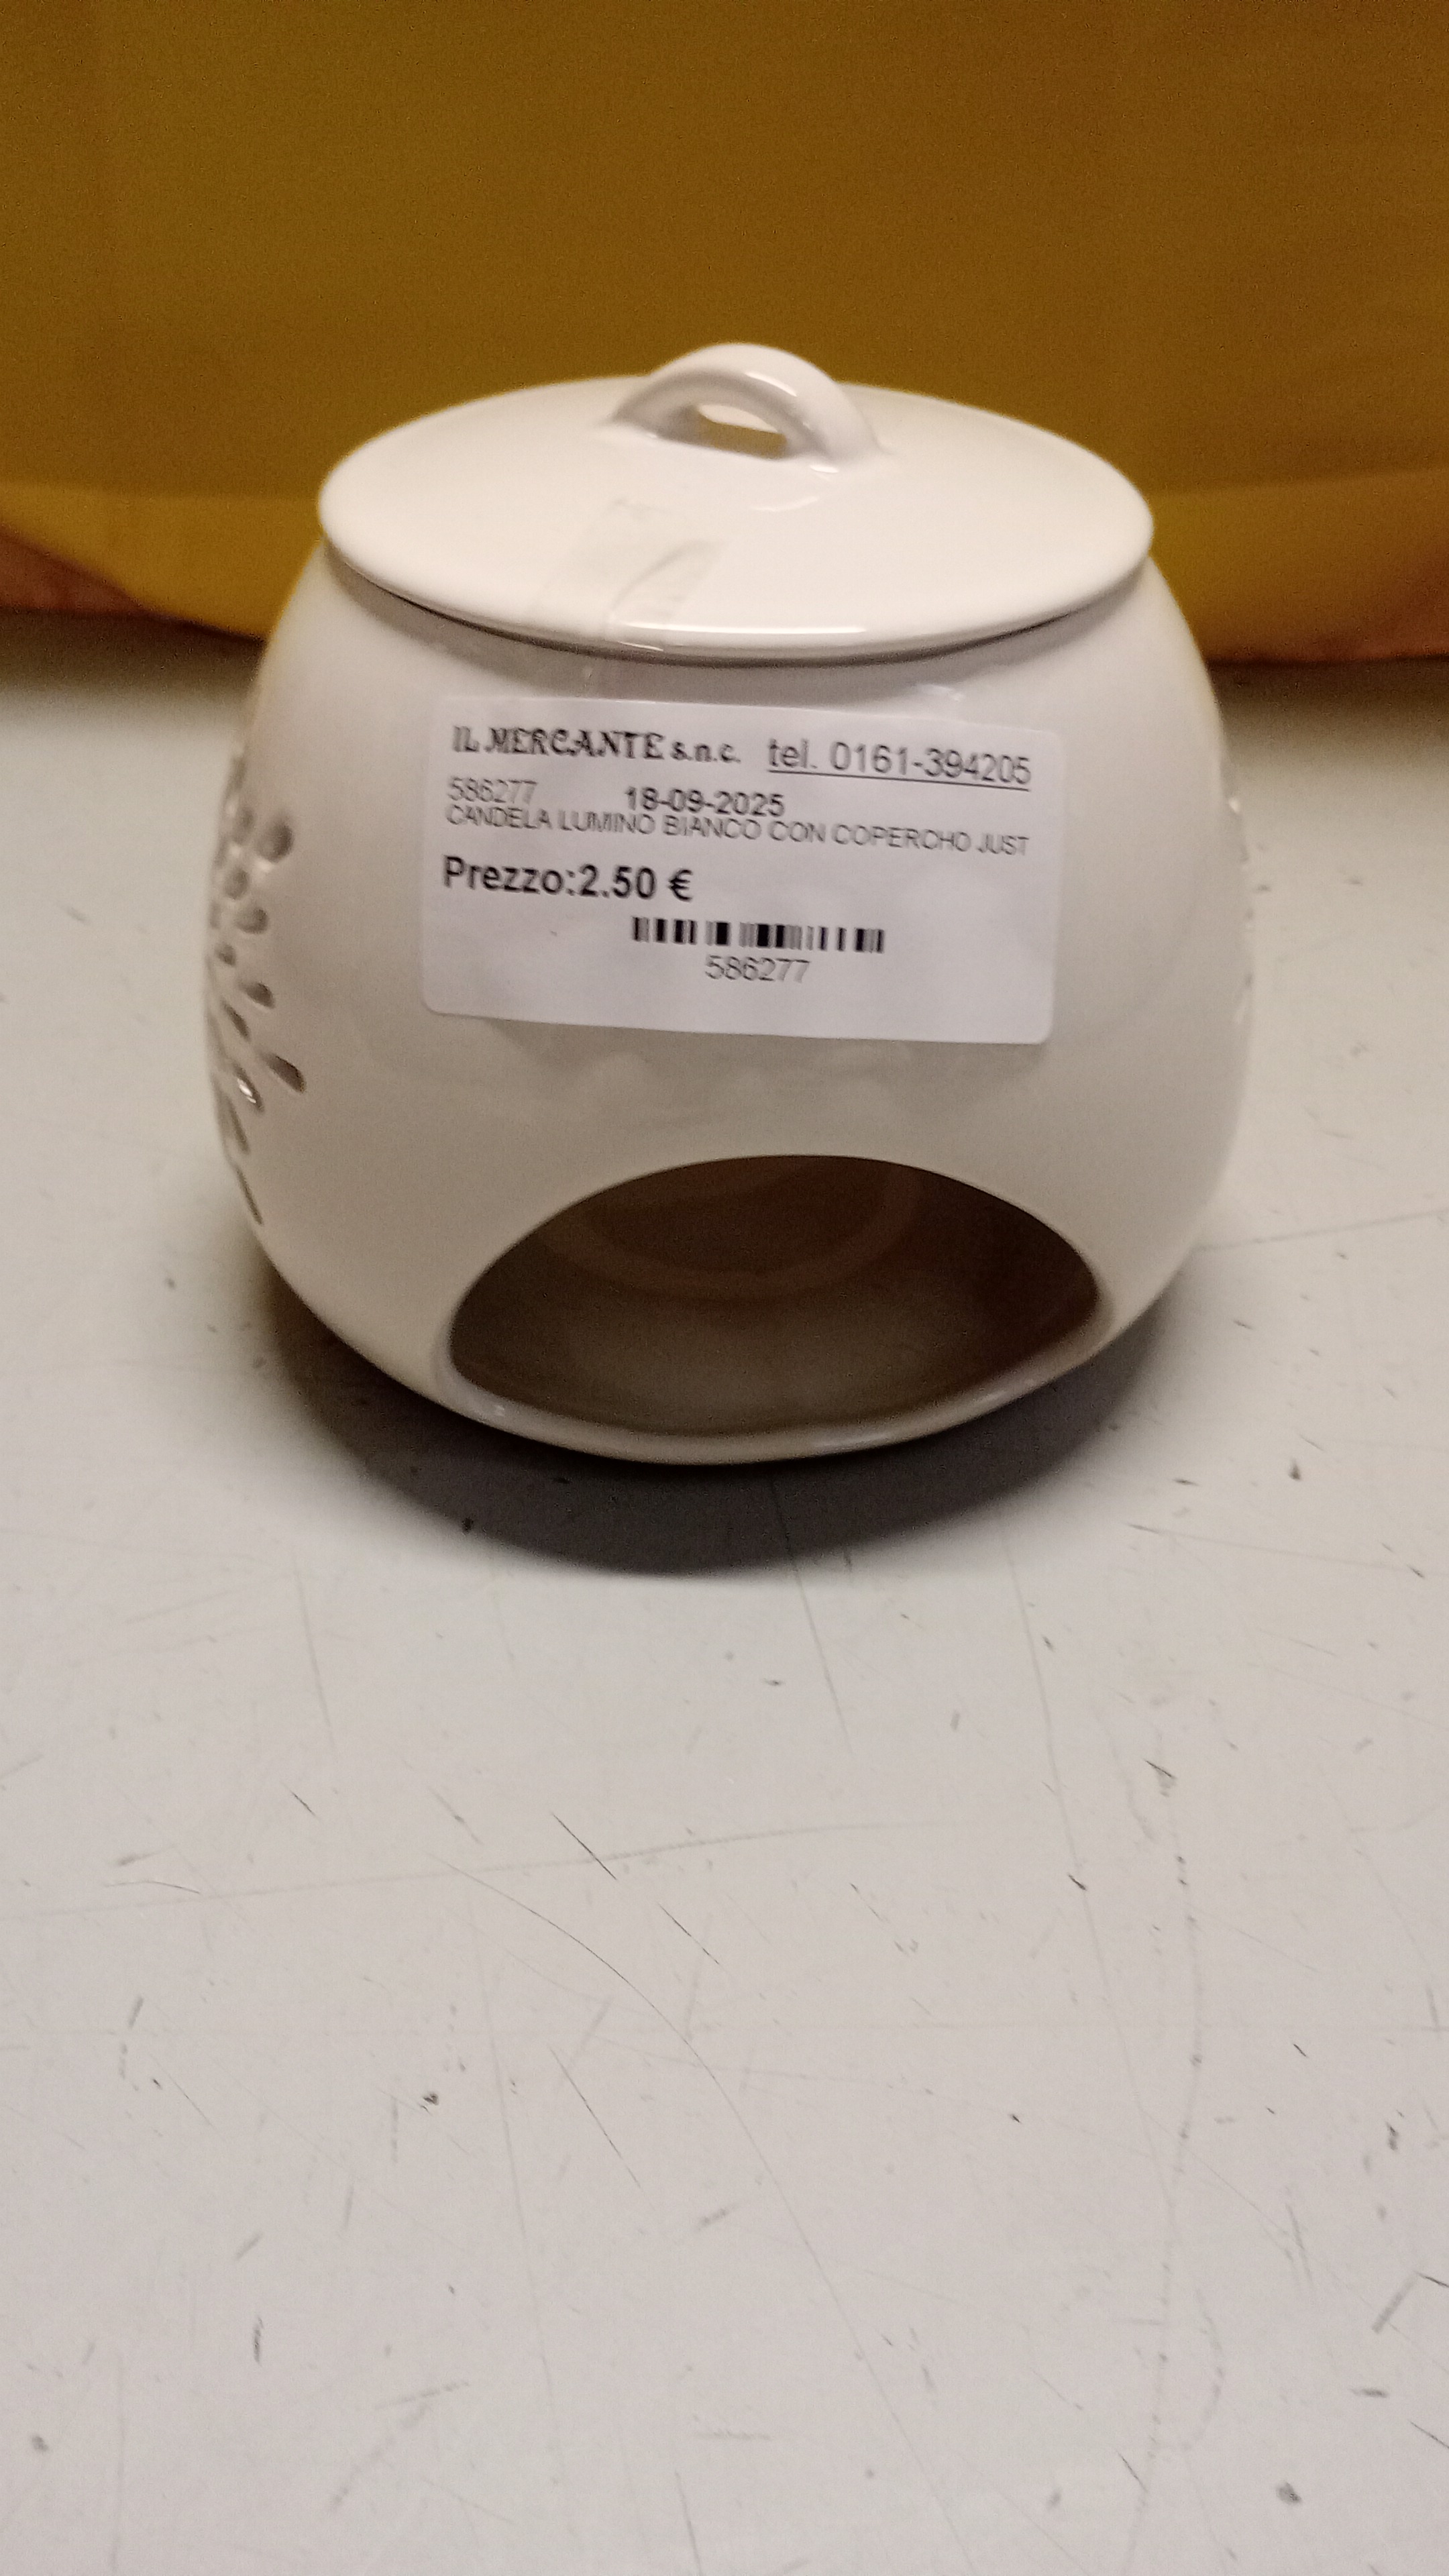 IL MERCANTE s.n.c. tel. 0161-394205
586277 18-09-2025
CANDELA LUMINO BIANCO CON COPERCHO JUST
Prezzo:2.50 €
586277